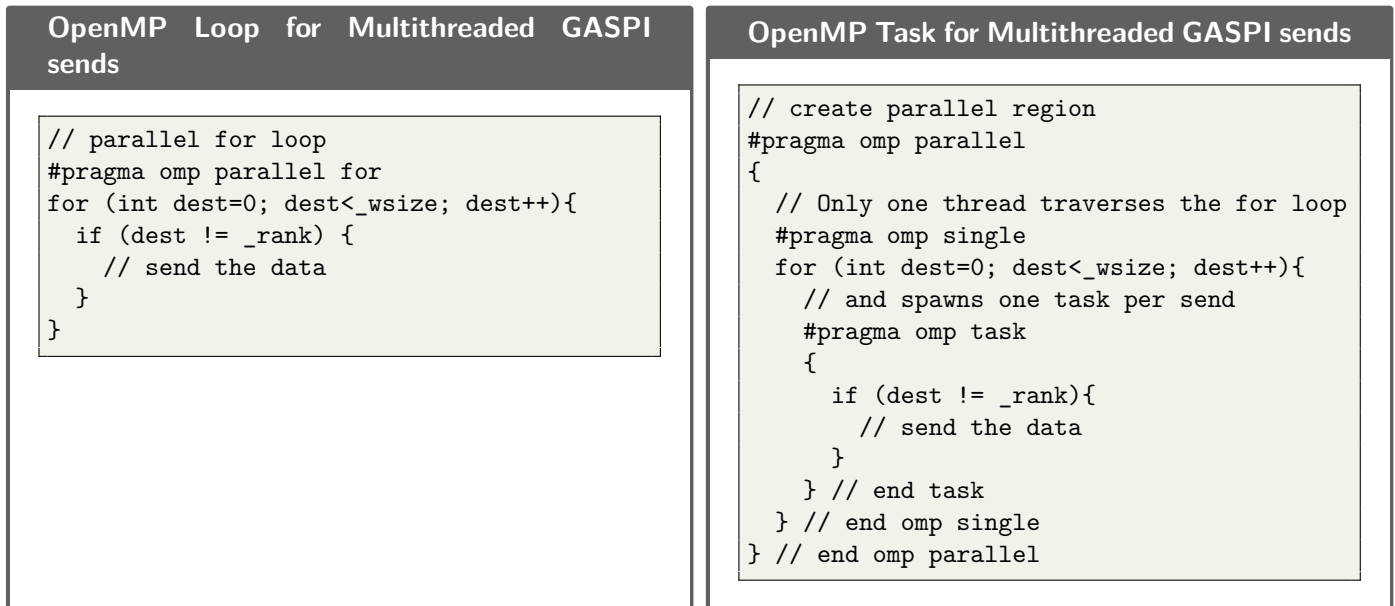 OpenMP Loop for Multithreaded GASPI
sends
// parallel for loop
#pragma omp parallel for
for (int dest=0; dest<_wsize; dest++){
  if (dest != _rank) {
    // send the data
  }
}
OpenMP Task for Multithreaded GASPI sends
// create parallel region
#pragma omp parallel
{
  // Only one thread traverses the for loop
  #pragma omp single
  for (int dest=0; dest<_wsize; dest++){
    // and spawns one task per send
    #pragma omp task
    {
      if (dest != _rank){
        // send the data
      }
    } // end task
  } // end omp single
} // end omp parallel